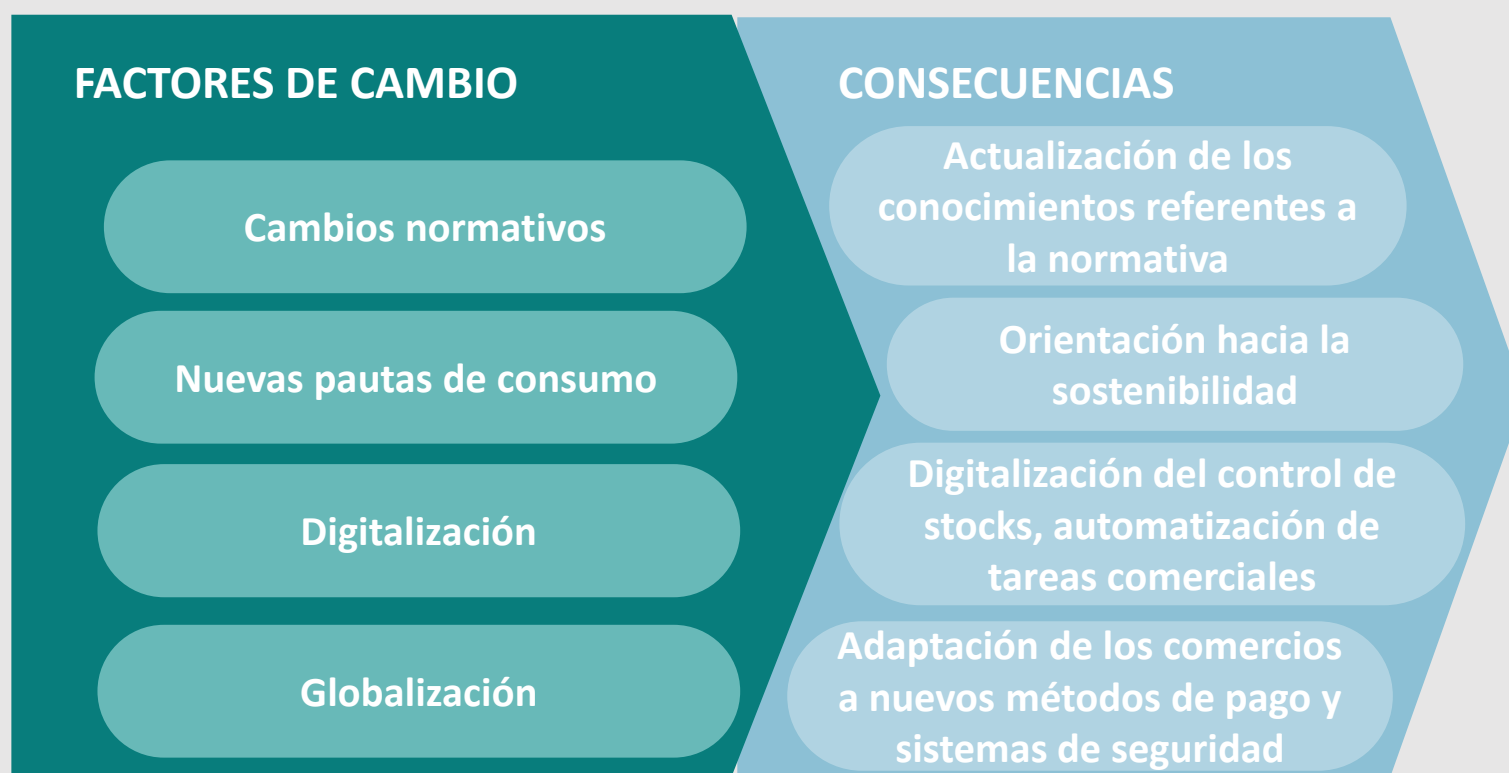 FACTORES DE CAMBIO
Cambios normativos
Nuevas pautas de consumo
Digitalización
Globalización
CONSECUENCIAS
Actualización de los
conocimientos referentes a
la normativa
Orientación hacia la
sostenibilidad
Digitalización del control de
stocks, automatización de
tareas comerciales
Adaptación de los comercios
a nuevos métodos de pago y
sistemas de seguridad